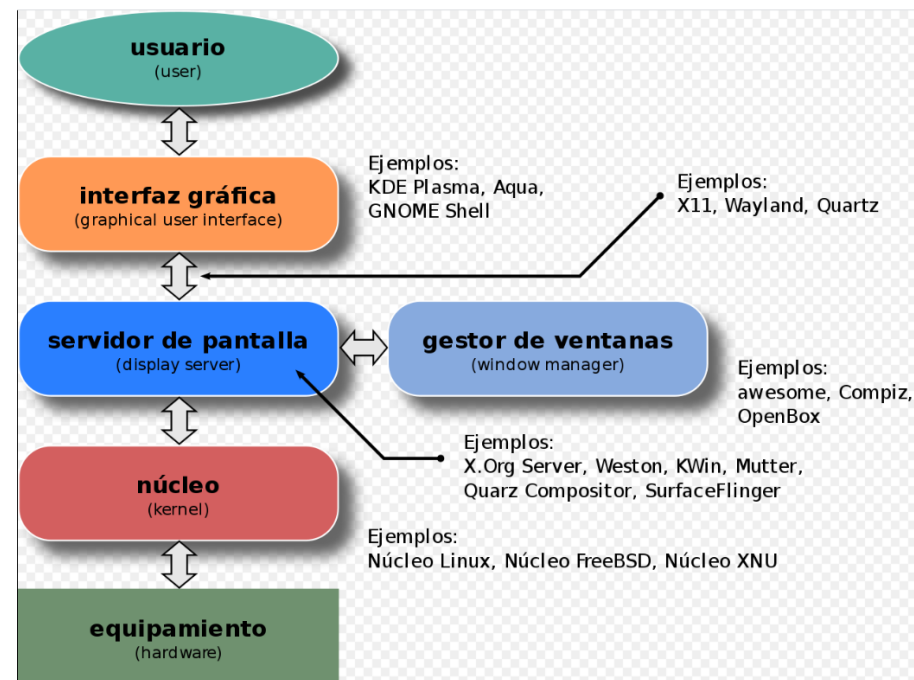 usuario
(user)
interfaz gráfica
(graphical user interface)
Ejemplos:
KDE Plasma, Aqua,
GNOME Shell
Ejemplos:
X11, Wayland, Quartz
servidor de pantalla
(display server)
gestor de ventanas
(window manager)
Ejemplos:
awesome, Compiz,
OpenBox
Ejemplos:
X.Org Server, Weston, KWin, Mutter,
Quarz Compositor, SurfaceFlinger
núcleo
(kernel)
Ejemplos:
Núcleo Linux, Núcleo FreeBSD, Núcleo XNU
equipamiento
(hardware)